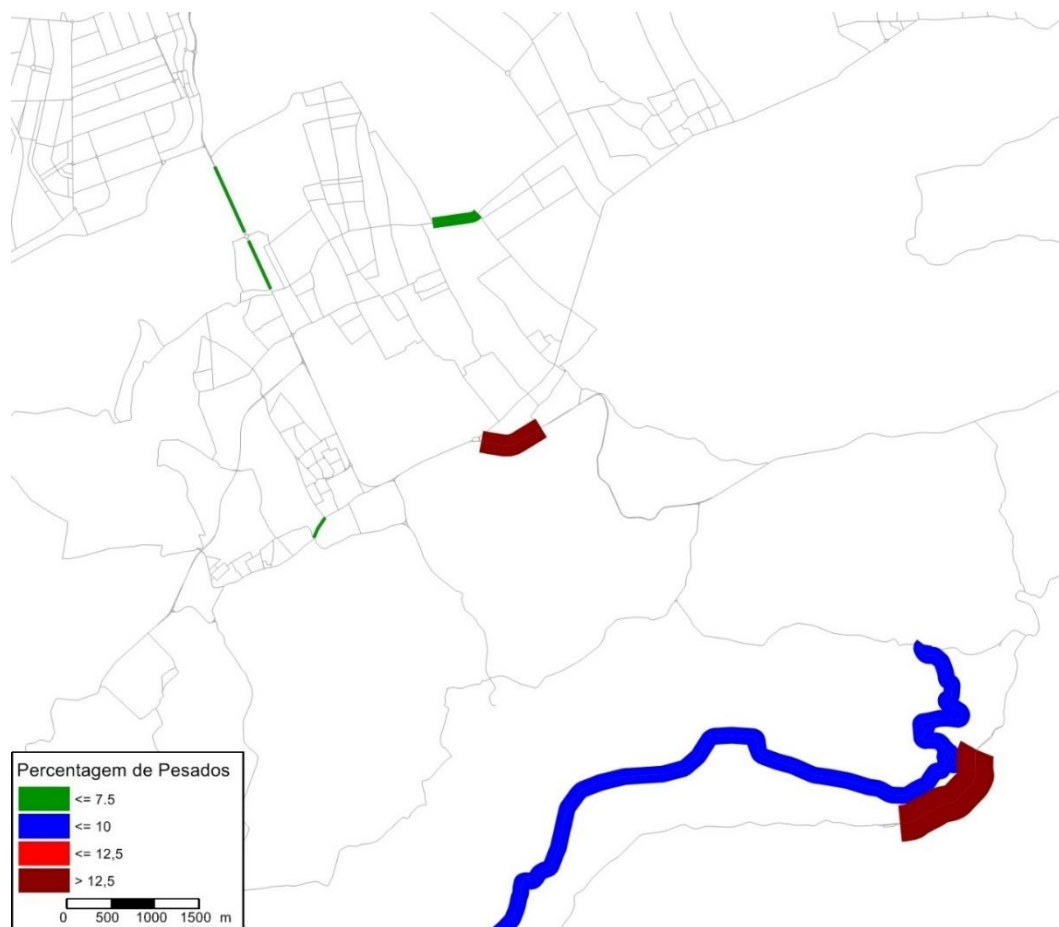 Percentagem de Pesados
<= 7.5
<= 10
<= 12,5
> 12,5
0 500 1000 1500 m